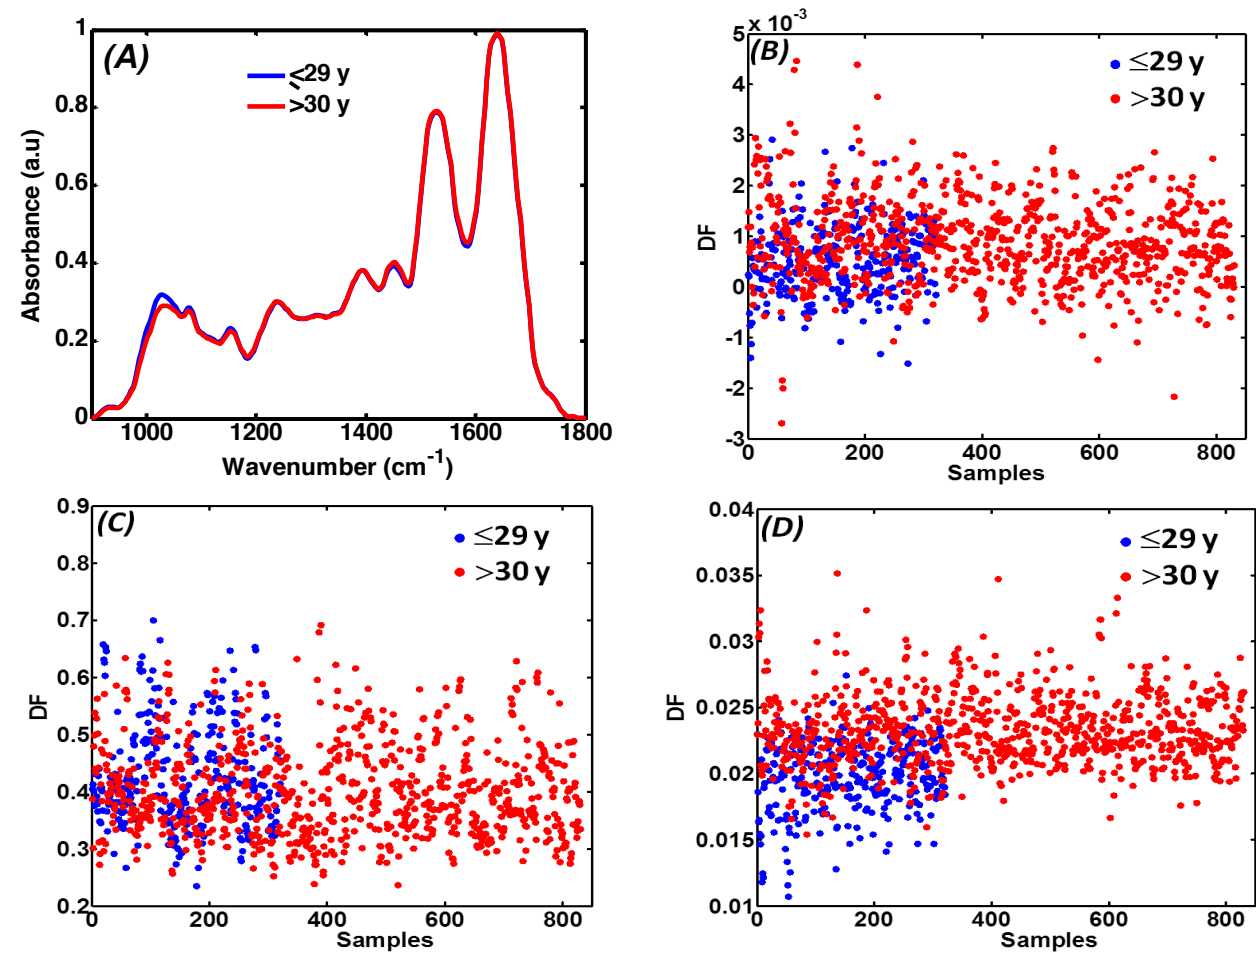 (A)
≤29 y
>30 y
1
0.8
0.6
0.4
0.2
0
1000 1200 1400 1600 1800
Absorbance (a.u)
Wavenumber (cm-1)
(B)
x 10-3
≤29 y
>30 y
5
4
3
2
1
0
-1
-2
-3
0 200 400 600 800
DF
Samples
(C)
≤29 y
>30 y
0.9
0.8
0.7
0.6
0.5
0.4
0.3
0.2
0 200 400 600 800
DF
Samples
(D)
≤29 y
>30 y
0.04
0.035
0.03
0.025
0.02
0.015
0.01
0 200 400 600 800
DF
Samples